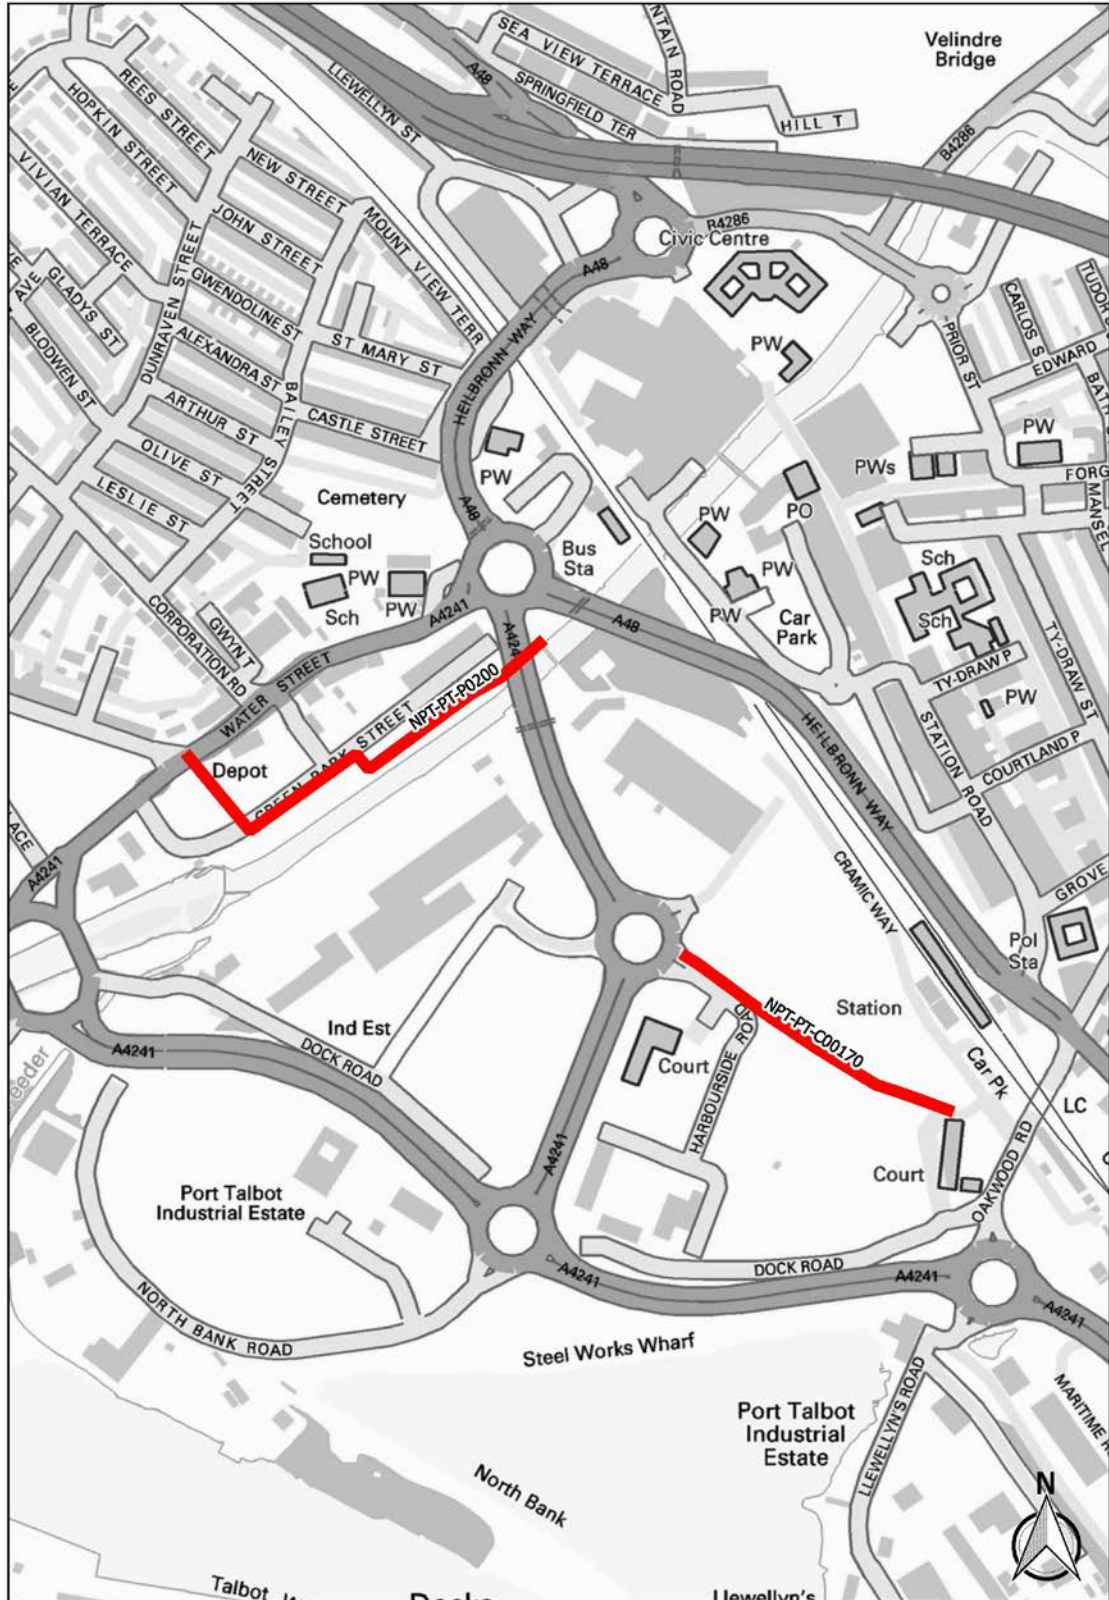 Velindre
Bridge
SEA VIEW TERRACE
NTAIN ROAD
A48
SPRINGFIELD TER
HILL T
LLEWELLYN ST
B4286
REES STREET
HOPKIN STREET
NEW STREET
VIVIAN TERRACE
JOHN STREET
MOUNT VIEW TERR
B4286
Civic Centre
A48
DUNRAVEN STREET
AVE
GLADYS ST
GWENDOLINE ST
BLODWEN ST
ALEXANDRA ST
ST MARY ST
HEILBRONN WAY
PW
PRIOR ST
CARLOS S
TUDOR
EDWARD
BATH
ARTHUR ST
BAILEY STREET
CASTLE STREET
OLIVE ST
LESLIE ST
PW
PWs
PW
FORG
MANSEL
Cemetery
A48
PW
PO
School
PW
Sch
PW
Bus
Sta
PW
PW
Car
Park
Sch
Sch
CORPORATION RD
GWYN T
A4241
A48
TY-DRAW P
TY-DRAW ST
PW
WATER STREET
GREEN PARK STREET
NPT-PT-P0200
Depot
HEILBRONN WAY
STATION ROAD
COURTLAND P
LACE
A4241
CRAMIC WAY
GROVE
Pol
Sta
Station
NPT-PT-C00170
Ind Est
A4241
DOCK ROAD
HARBOURSIDE ROAD
Court
Car Pk
LC
eeder
A4241
Court
OAKWOOD RD
Port Talbot
Industrial Estate
NORTH BANK ROAD
A4241
DOCK ROAD
A4241
A4241
Steel Works Wharf
LLEWELLYN'S ROAD
MARITIME R
Port Talbot
Industrial
Estate
North Bank
N
Talbot
Docks
Llewellyn's